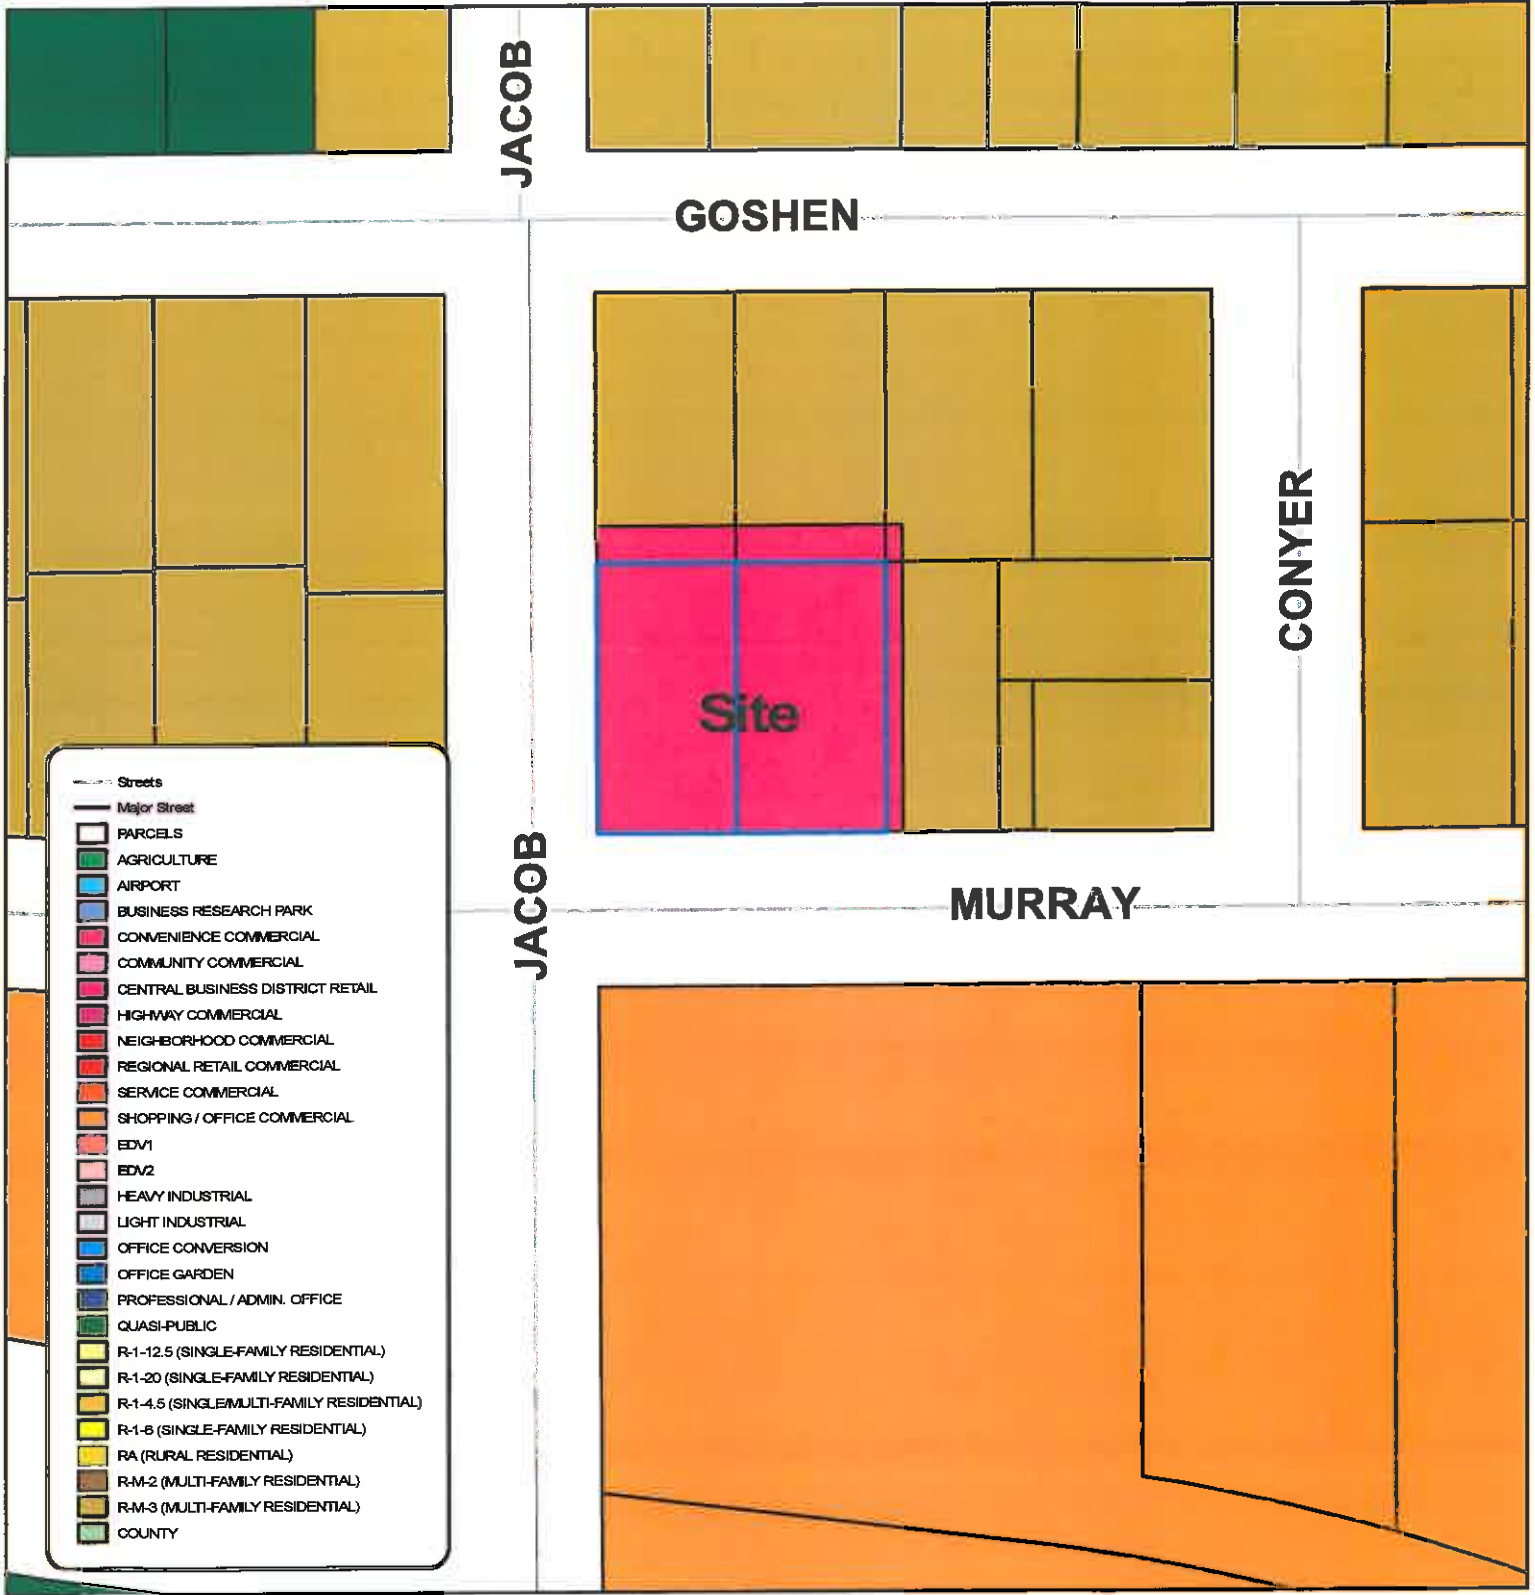 JACOB
GOSHEN
CONYER
Site
MURRAY
JACOB
Streets
Major Street
PARCELS
AGRICULTURE
AIRPORT
BUSINESS RESEARCH PARK
CONVENIENCE COMMERCIAL
COMMUNITY COMMERCIAL
CENTRAL BUSINESS DISTRICT RETAIL
HIGHWAY COMMERCIAL
NEIGHBORHOOD COMMERCIAL
REGIONAL RETAIL COMMERCIAL
SERVICE COMMERCIAL
SHOPPING / OFFICE COMMERCIAL
EDV1
EDV2
HEAVY INDUSTRIAL
LIGHT INDUSTRIAL
OFFICE CONVERSION
OFFICE GARDEN
PROFESSIONAL / ADMIN. OFFICE
QUASI-PUBLIC
R-1-12.5 (SINGLE-FAMILY RESIDENTIAL)
R-1-20 (SINGLE-FAMILY RESIDENTIAL)
R-1-4.5 (SINGLE/MULTI-FAMILY RESIDENTIAL)
R-1-6 (SINGLE-FAMILY RESIDENTIAL)
RA (RURAL RESIDENTIAL)
R-M-2 (MULTI-FAMILY RESIDENTIAL)
R-M-3 (MULTI-FAMILY RESIDENTIAL)
COUNTY